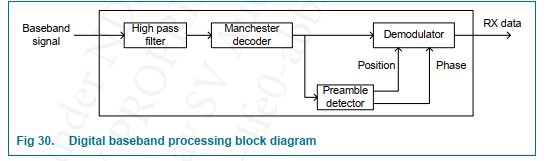 Baseband
signal
High pass
filter
Manchester
decoder
Demodulator
RX data
Position
Phase
Preamble
detector
Fig 30. Digital baseband processing block diagram